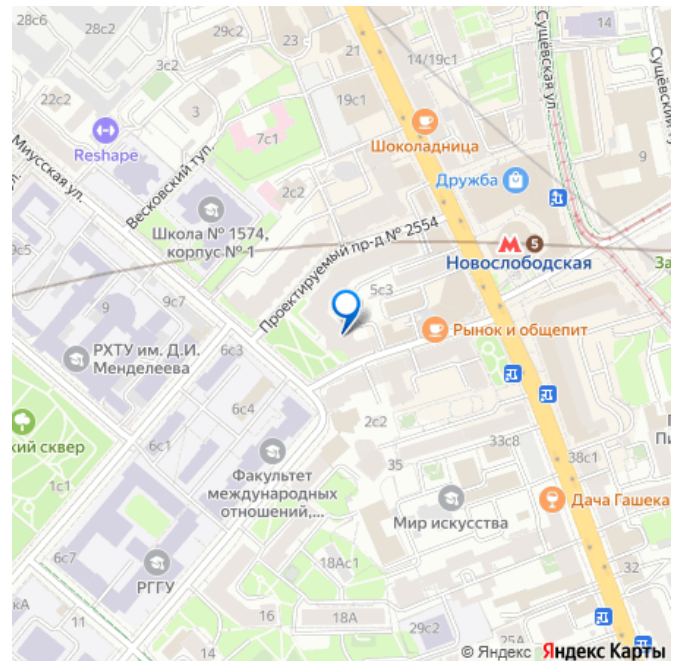 28с6
28с2
29с2
23
21
14/19с1
14
Сущёвская ул.
Сущёвский
3с2
22с2
3
19с1
Шоколадница
9
Reshape
7с1
Миусская ул.
Весковский туп.
2с2
Дружба
Школа № 1574,
корпус № 1
Проектируемый пр-д № 2554
5
Новослободская
9с5
5с3
9
9с7
Рынок и общепит
РХТУ им. Д.И.
Менделеева
6с3
6с4
2с2
кий сквер
6с1
33с8
1с1
Факультет
международных
отношений,...
35
38с1
Мир искусства
Дача Гашека
6с7
РГГУ
18Ас1
32
16
18А
14
29с2
25А
© Яндекс Яндекс Карты